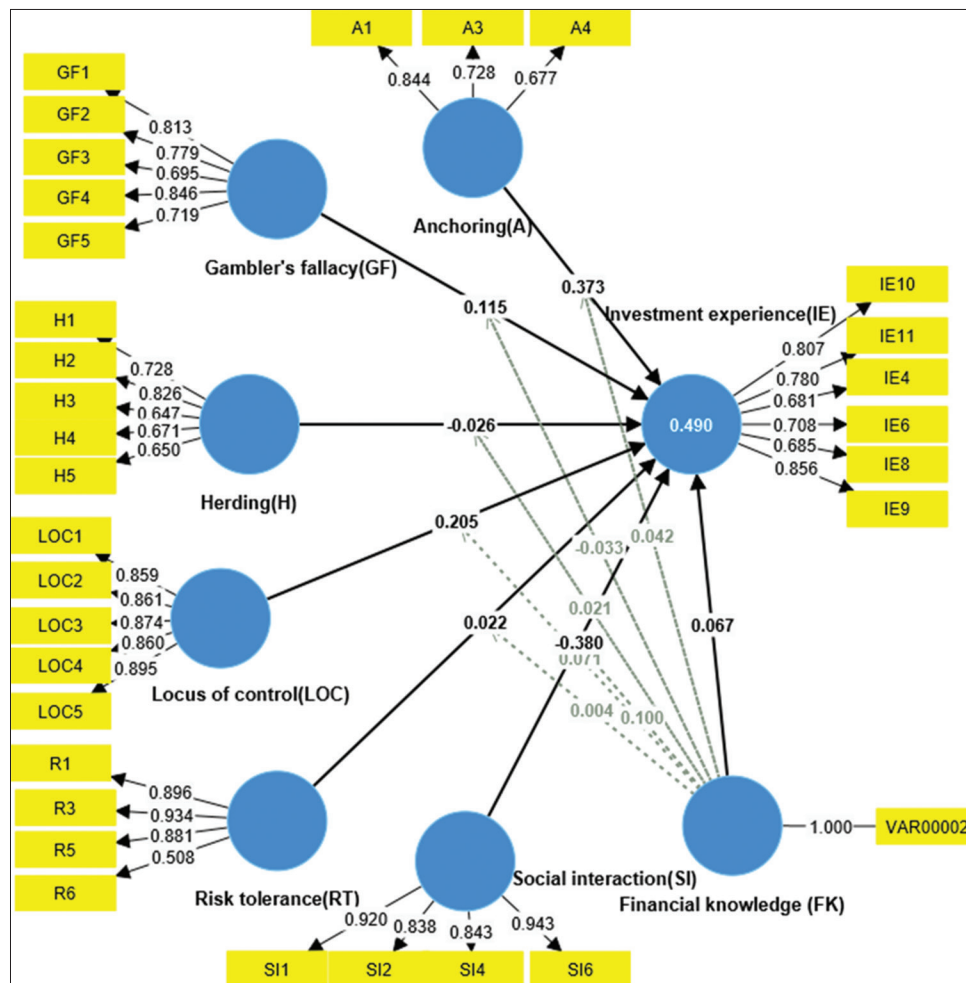 A1
A3
A4
0.844
0.728
0.677
GF1
GF2
GF3
GF4
GF5
0.813
0.779
0.695
0.846
0.719
Anchoring(A)
Gambler's fallacy(GF)
0.373
0.115
Investment experience(IE)
IE10
IE11
IE4
IE6
IE8
IE9
0.807
0.780
0.681
0.708
0.685
0.856
0.490
H1
H2
H3
H4
H5
0.728
0.826
0.647
0.671
0.650
-0.026
Herding(H)
LOC1
LOC2
LOC3
LOC4
LOC5
0.859
0.861
0.874
0.860
0.895
0.205
-0.033
0.042
0.021
0.022
-0.380
0.071
0.067
0.004
0.100
Locus of control(LOC)
R1
R3
R5
R6
0.896
0.934
0.881
0.508
Risk tolerance(RT)
Social interaction(SI)
Financial knowledge (FK)
1.000
VAR00002
0.920
0.838
0.843
0.943
SI1
SI2
SI4
SI6